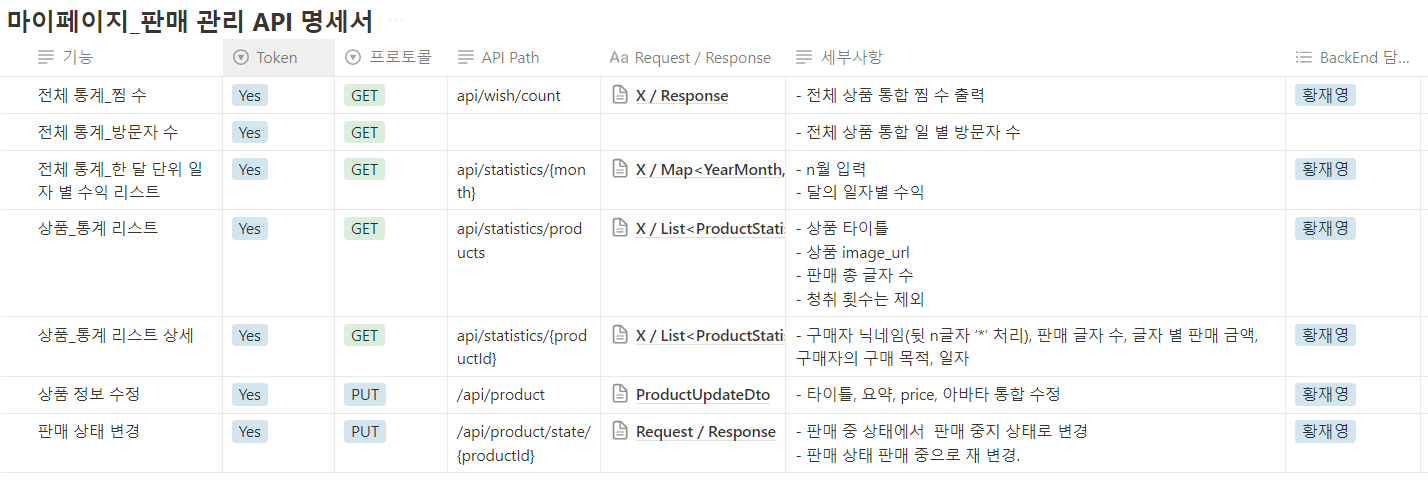 마이페이지_판매 관리 API 명세서
기능 Token 프로토콜 API Path Aa Request / Response 세부사항 BackEnd 담...
전체 통계_찜 수 Yes GET api/wish/count X / Response - 전체 상품 통합 찜 수 출력 황재영
전체 통계_방문자 수 Yes GET - 전체 상품 통합 일 별 방문자 수
전체 통계_한 달 단위 일 Yes GET api/statistics/{mon X / Map<YearMonth, - n월 입력 황재영
자 별 수익 리스트 th} - 달의 일자별 수익
상품_통계 리스트 Yes GET api/statistics/prod X / List<ProductStatis - 상품 타이틀 황재영
ucts - 상품 image_url
- 판매 총 글자 수
- 청취 횟수는 제외
상품_통계 리스트 상세 Yes GET api/statistics/{prod X / List<ProductStatis - 구매자 닉네임(뒷 n글자 ‘*’ 처리), 판매 글자 수, 글자 별 판매 금액, 황재영
uctId} 구매자의 구매 목적, 일자
상품 정보 수정 Yes PUT /api/product ProductUpdateDto - 타이틀, 요약, price, 아바타 통합 수정 황재영
판매 상태 변경 Yes PUT /api/product/state/ Request / Response - 판매 중 상태에서 판매 중지 상태로 변경 황재영
{productId} - 판매 상태 판매 중으로 재 변경.